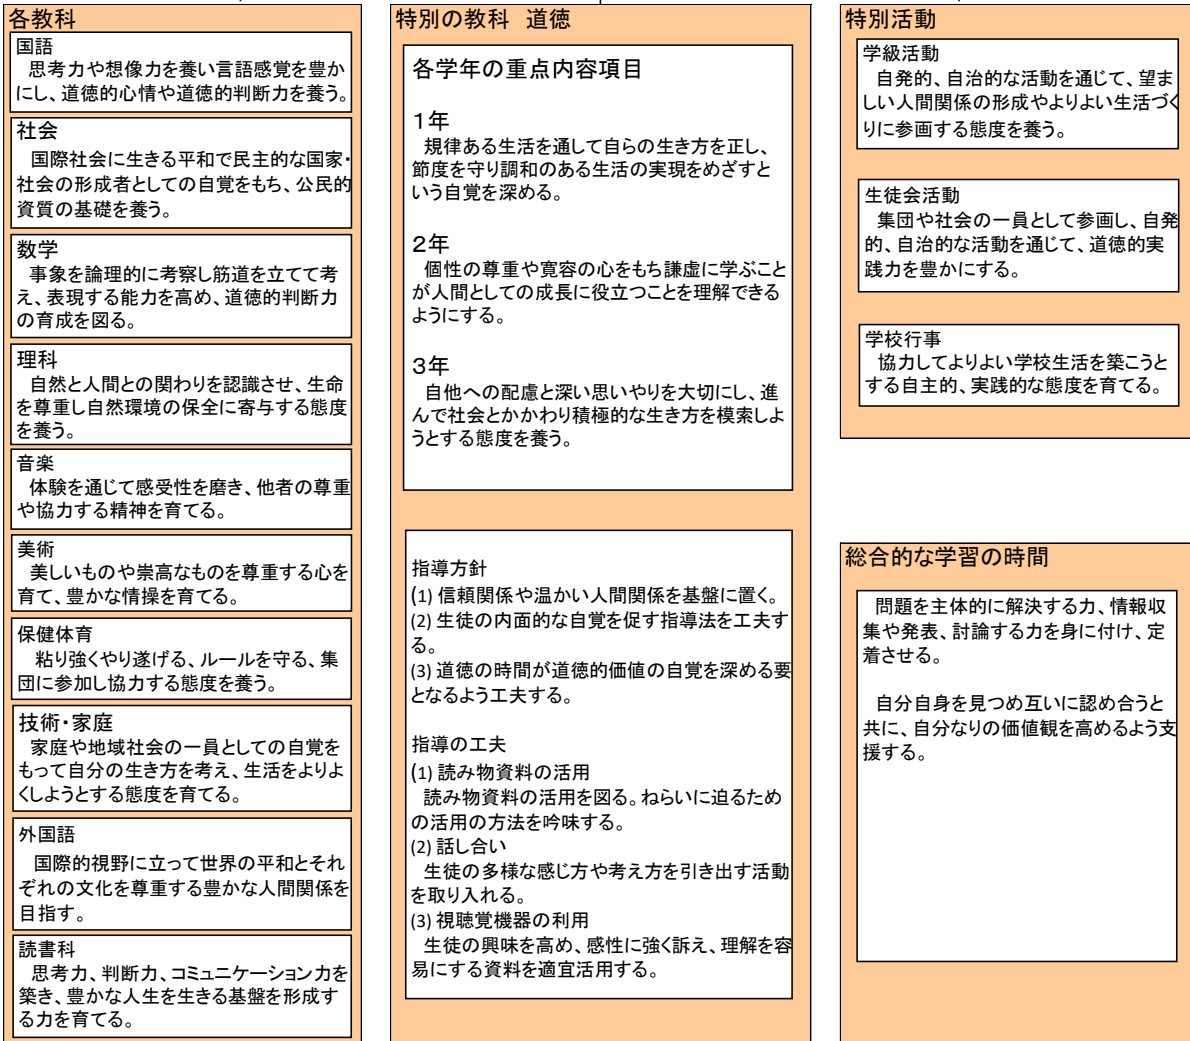 各教科
国語
思考力や想像力を養い言語感覚を豊か
にし、道徳的心情や道徳的判断力を養う。
社会
国際社会に生きる平和で民主的な国家・
社会の形成者としての自覚をもち、公民的
資質の基礎を養う。
数学
事象を論理的に考察し筋道を立てて考
え、表現する能力を高め、道徳的判断力
の育成を図る。
理科
自然と人間との関わりを認識させ、生命
を尊重し自然環境の保全に寄与する態度
を養う。
音楽
体験を通じて感受性を磨き、他者の尊重
や協力する精神を育てる。
美術
美しいものや崇高なものを尊重する心を
育て、豊かな情操を育てる。
保健体育
粘り強くやり遂げる、ルールを守る、集
団に参加し協力する態度を養う。
技術・家庭
家庭や地域社会の一員としての自覚を
もって自分の生き方を考え、生活をよりよ
くしようとする態度を育てる。
外国語
国際的視野に立って世界の平和とそれ
ぞれの文化を尊重する豊かな人間関係を
目指す。
読書科
思考力、判断力、コミュニケーション力を
築き、豊かな人生を生きる基盤を形成す
る力を育てる。
特別の教科 道徳
各学年の重点内容項目
1年
規律ある生活を通して自らの生き方を正し、
節度を守り調和のある生活の実現をめざすと
いう自覚を深める。
2年
個性の尊重や寛容の心をもち謙虚に学ぶこと
が人間としての成長に役立つことを理解できる
ようにする。
3年
自他への配慮と深い思いやりを大切にし、進
んで社会とかかわり積極的な生き方を模索しよ
うとする態度を養う。
指導方針
(1) 信頼関係や温かい人間関係を基盤に置く。
(2) 生徒の内面的な自覚を促す指導法を工夫す
る。
(3) 道徳の時間が道徳的価値の自覚を深める要
となるよう工夫する。
指導の工夫
(1) 読み物資料の活用
読み物資料の活用を図る。ねらいに迫るため
の活用の方法を吟味する。
(2) 話し合い
生徒の多様な感じ方や考え方を引き出す活動
を取り入れる。
(3) 視聴覚機器の利用
生徒の興味を高め、感性に強く訴え、理解を容
易にする資料を適宜活用する。
特別活動
学級活動
自発的、自治的な活動を通じて、望ま
しい人間関係の形成やよりよい生活づく
りに参画する態度を養う。
生徒会活動
集団や社会の一員として参画し、自発
的、自治的な活動を通じて、道徳的実
践力を豊かにする。
学校行事
協力してよりよい学校生活を築こうと
する自主的、実践的な態度を育てる。
総合的な学習の時間
問題を主体的に解決する力、情報収
集や発表、討論する力を身に付け、定
着させる。
自分自身を見つめ互いに認め合うと
共に、自分なりの価値観を高めるよう支
援する。